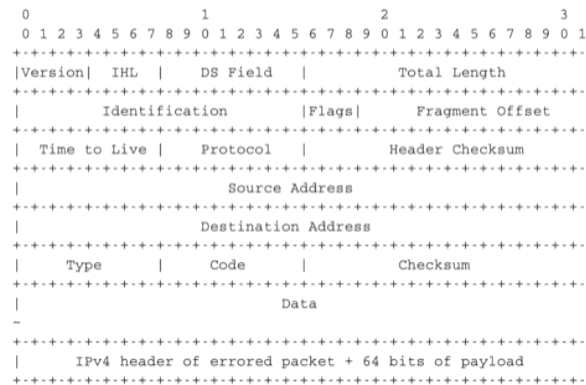 0 1 2 3
0 1 2 3 4 5 6 7 8 9 0 1 2 3 4 5 6 7 8 9 0 1 2 3 4 5 6 7 8 9 0 1
+-+-+-+-+-+-+-+-+-+-+-+-+-+-+-+-+-+-+-+-+-+-+-+-+-+-+-+-+-+-+-+-
|Version| IHL | DS Field | Total Length
+-+-+-+-+-+-+-+-+-+-+-+-+-+-+-+-+-+-+-+-+-+-+-+-+-+-+-+-+-+-+-+-
| Identification |Flags| Fragment Offset
+-+-+-+-+-+-+-+-+-+-+-+-+-+-+-+-+-+-+-+-+-+-+-+-+-+-+-+-+-+-+-+-
| Time to Live | Protocol | Header Checksum
+-+-+-+-+-+-+-+-+-+-+-+-+-+-+-+-+-+-+-+-+-+-+-+-+-+-+-+-+-+-+-+-
| Source Address
+-+-+-+-+-+-+-+-+-+-+-+-+-+-+-+-+-+-+-+-+-+-+-+-+-+-+-+-+-+-+-+-
| Destination Address
+-+-+-+-+-+-+-+-+-+-+-+-+-+-+-+-+-+-+-+-+-+-+-+-+-+-+-+-+-+-+-+-
| Type | Code | Checksum
+-+-+-+-+-+-+-+-+-+-+-+-+-+-+-+-+-+-+-+-+-+-+-+-+-+-+-+-+-+-+-+-
| Data
~
+-+-+-+-+-+-+-+-+-+-+-+-+-+-+-+-+-+-+-+-+-+-+-+-+-+-+-+-+-+-+-+-
| IPv4 header of errored packet + 64 bits of payload
+-+-+-+-+-+-+-+-+-+-+-+-+-+-+-+-+-+-+-+-+-+-+-+-+-+-+-+-+-+-+-+-